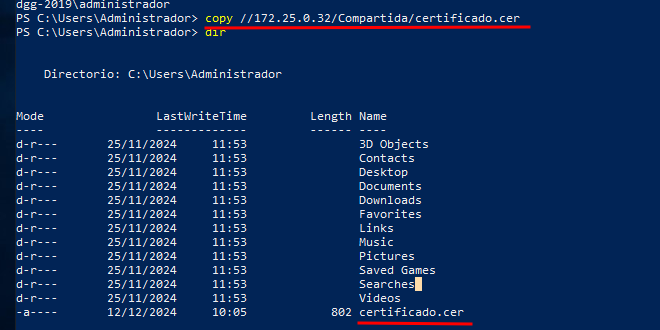 dgg-2019\administrador
PS C:\Users\Administrador> copy //172.25.0.32/Compartida/certificado.cer
PS C:\Users\Administrador> dir
Directorio: C:\Users\Administrador
Mode LastWriteTime Length Name
---- ------------- ------ ----
d-r--- 25/11/2024 11:53 3D Objects
d-r--- 25/11/2024 11:53 Contacts
d-r--- 25/11/2024 11:53 Desktop
d-r--- 25/11/2024 11:53 Documents
d-r--- 25/11/2024 11:53 Downloads
d-r--- 25/11/2024 11:53 Favorites
d-r--- 25/11/2024 11:53 Links
d-r--- 25/11/2024 11:53 Music
d-r--- 25/11/2024 11:53 Pictures
d-r--- 25/11/2024 11:53 Saved Games
d-r--- 25/11/2024 11:53 Searches
d-r--- 25/11/2024 11:53 Videos
-a---- 12/12/2024 10:05 802 certificado.cer